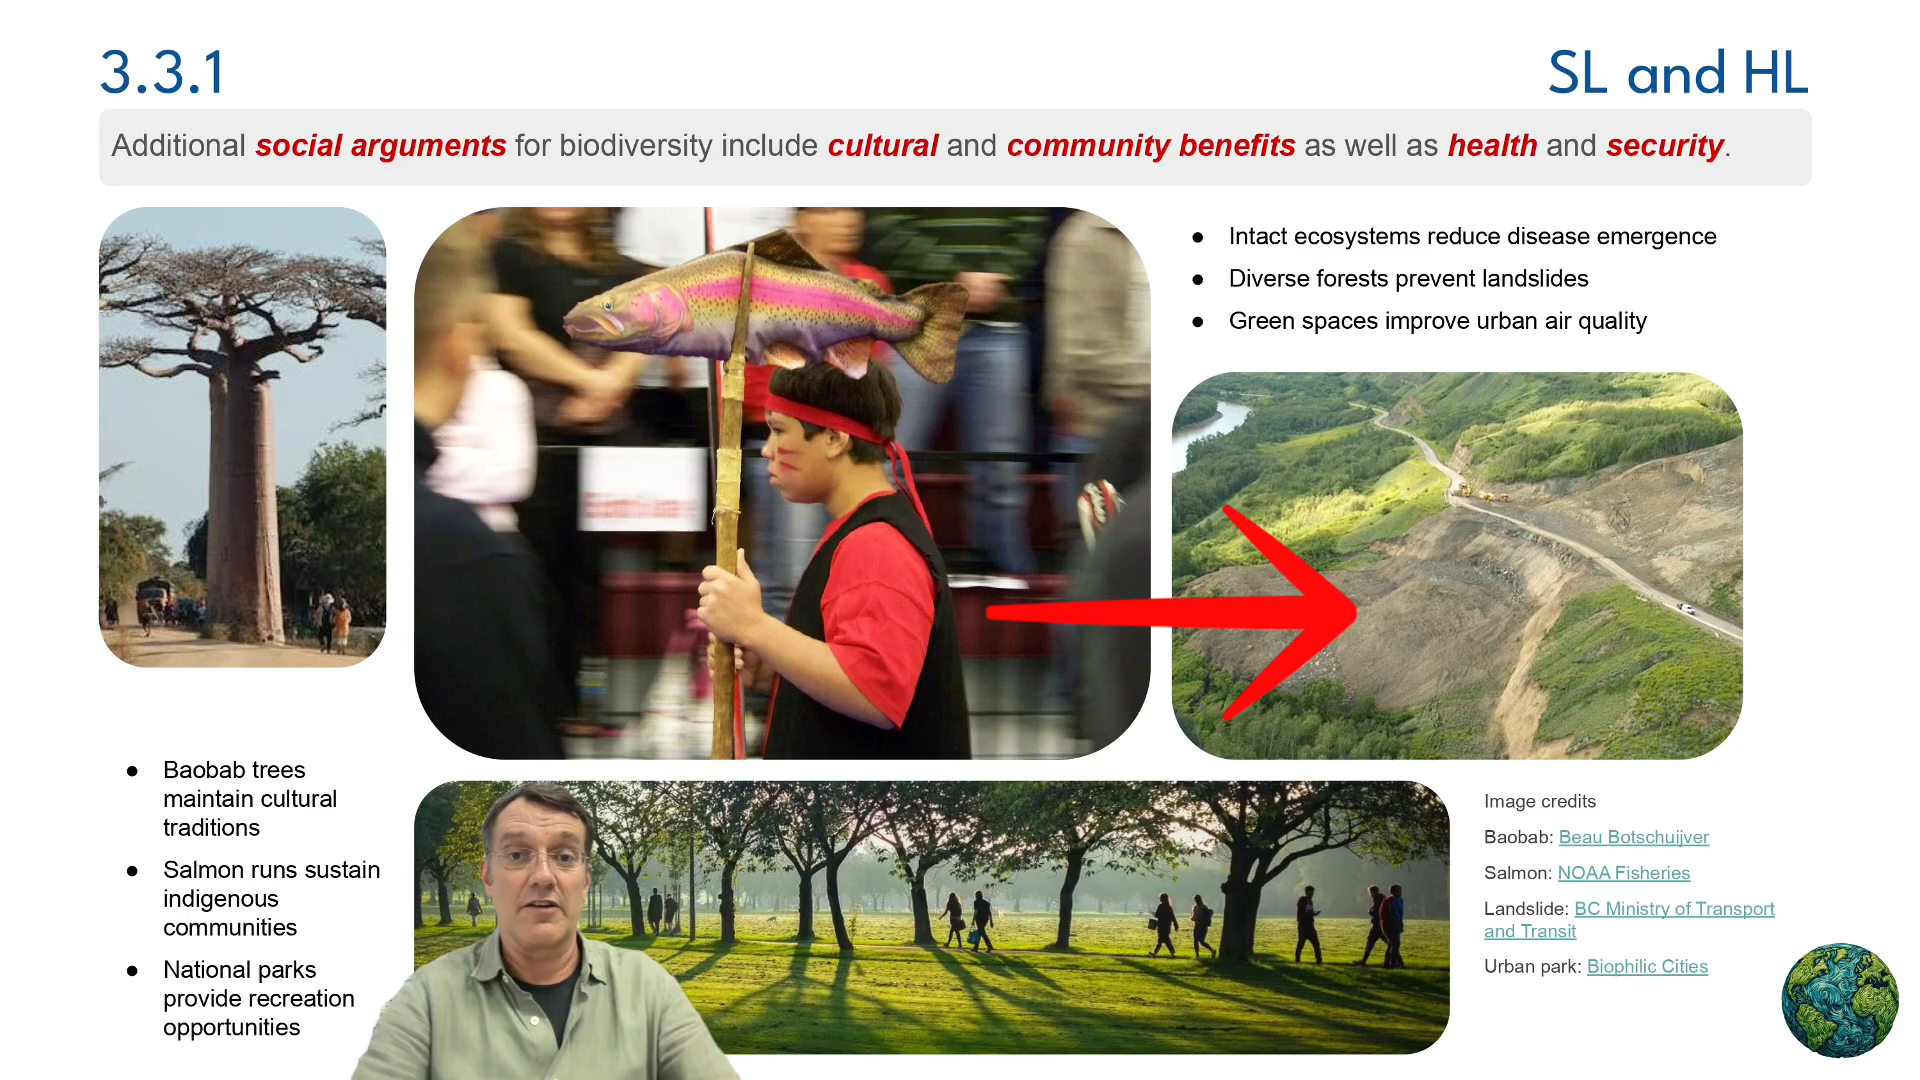 3.3.1
SL and HL
Additional social arguments for biodiversity include cultural and community benefits as well as health and security.
● Intact ecosystems reduce disease emergence
● Diverse forests prevent landslides
● Green spaces improve urban air quality
● Baobab trees
maintain cultural
traditions
● Salmon runs sustain
indigenous
communities
● National parks
provide recreation
opportunities
Image credits
Baobab: Beau Botschuijver
Salmon: NOAA Fisheries
Landslide: BC Ministry of Transport
and Transit
Urban park: Biophilic Cities